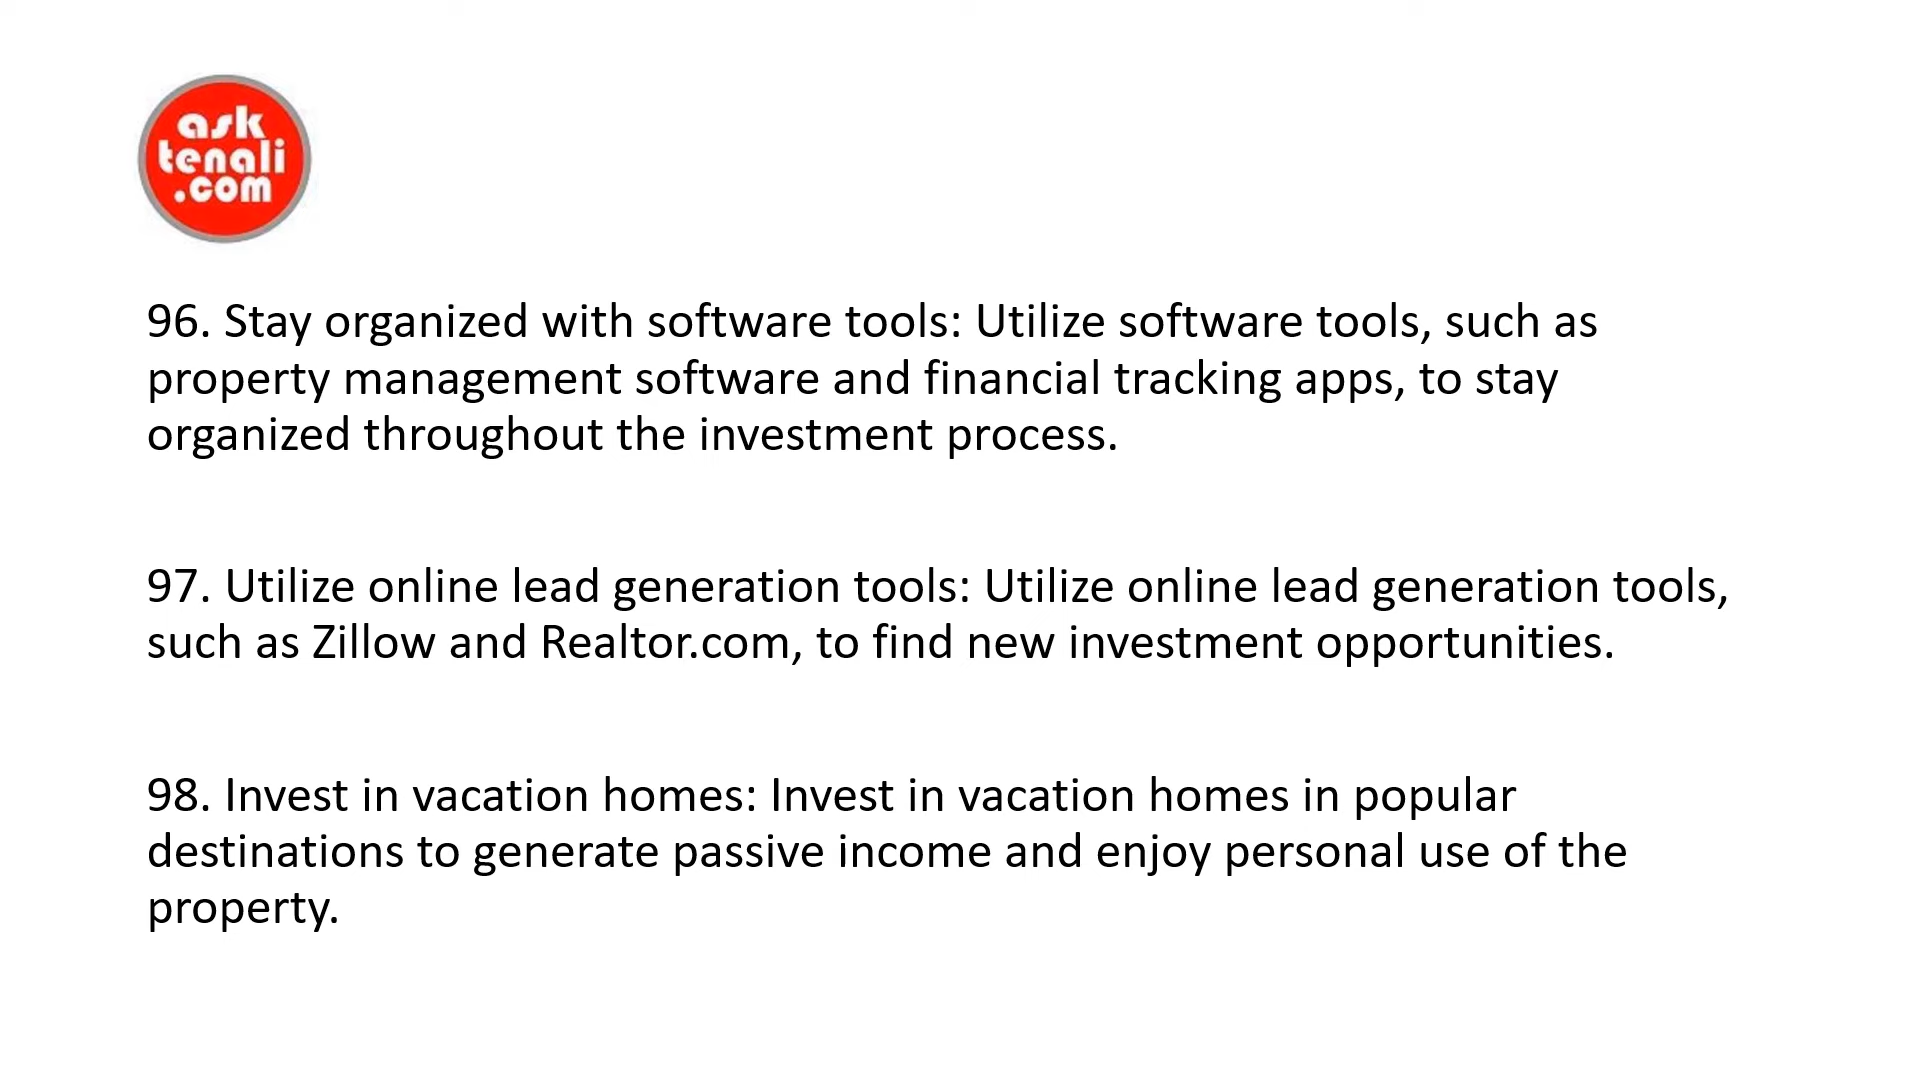 ask
tenali
.com
96. Stay organized with software tools: Utilize software tools, such as
property management software and financial tracking apps, to stay
organized throughout the investment process.
97. Utilize online lead generation tools: Utilize online lead generation tools,
such as Zillow and Realtor.com, to find new investment opportunities.
98. Invest in vacation homes: Invest in vacation homes in popular
destinations to generate passive income and enjoy personal use of the
property.